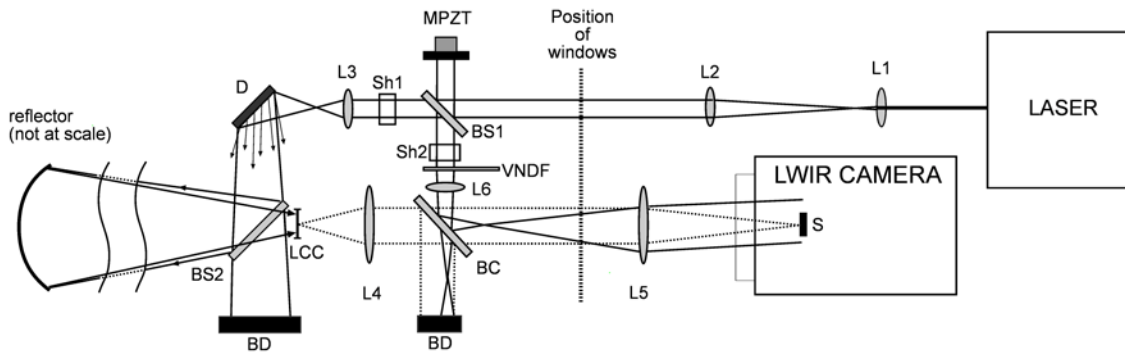 MPZT
Position
of
windows
D
L3
Sh1
L2
L1
LASER
reflector
(not at scale)
BS1
Sh2
VNDF
L6
LWIR CAMERA
S
LCC
BS2
L4
BC
L5
BD
BD